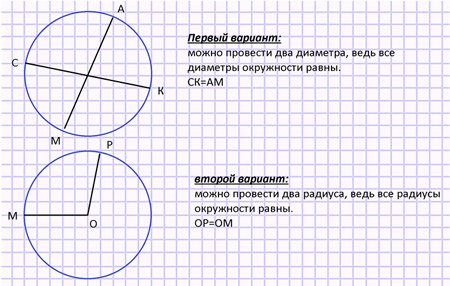 А
Первый вариант:
можно провести два диаметра, ведь все
диаметры окружности равны.
СК=АМ
С
К
М
Р
второй вариант:
можно провести два радиуса, ведь все радиусы
окружности равны.
ОР=ОМ
М
О